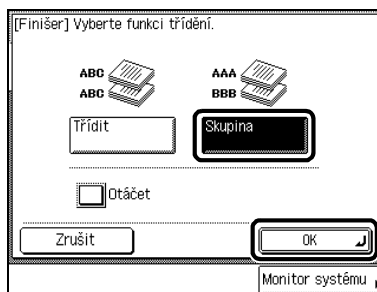 [Finišer] Vyberte funkci třídění.
ABC AAA
ABC BBB
Třídit Skupina
Otáčet
Zrušit OK
Monitor systému